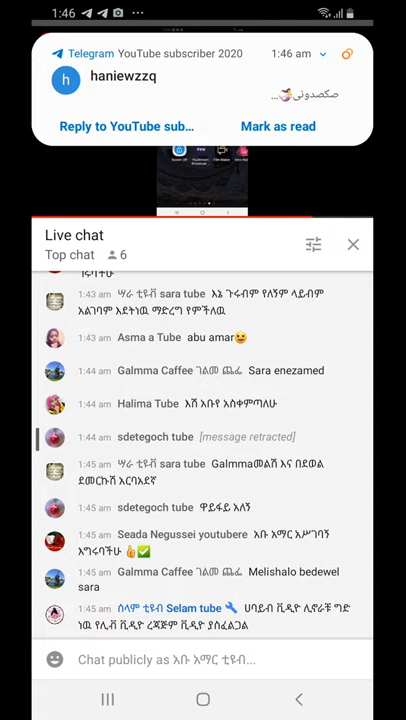 1:46
Telegram YouTube subscriber 2020 1:46 am
h
haniewzzq
صكصدونى🤱...
Reply to YouTube sub... Mark as read
Live chat
Top chat 6
1:43 am ሣራ ቲዩብ sara tube እኔ ጉሩብም የለኝም ላይብም
አልገባም እደትነዉ ማድረግ የምችለዉ
1:43 am Asma a Tube abu amar😛
1:44 am Galmma Caffee ገልመ ጨፌ Sara enezamed
1:44 am Halima Tube እሽ አቡየ አስቀምጣለሁ
1:44 am sdetegoch tube [message retracted]
1:45 am ሣራ ቲዩብ sara tube Galmmaመልሽ እና በደወል
ደመርኩሽ አርባአደኛ
1:45 am sdetegoch tube ዋይፋይ አለኝ
1:45 am Seada Negussei youtubere አቡ አማር አሥገባኝ
እግሩባችሁ 👍✅
1:45 am Galmma Caffee ገልመ ጨፌ Melishalo bedewel
sara
1:45 am ሰላም ቲዩብ Selam tube ሀባይብ ቪዲዮ ሊኖራቹ ግድ
ነዉ የሊቭ ቪዲዮ ረጃጅም ቪዲዮ ያስፈልጋል
Chat publicly as አቡ አማር ቲዩብ...